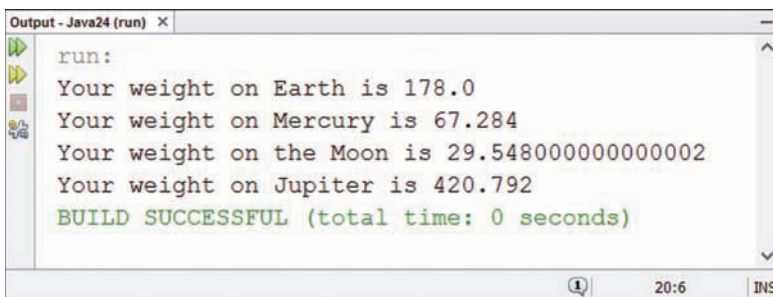 Output - Java24 (run) ×
run:
Your weight on Earth is 178.0
Your weight on Mercury is 67.284
Your weight on the Moon is 29.548000000000002
Your weight on Jupiter is 420.792
BUILD SUCCESSFUL (total time: 0 seconds)
1 20:6 INS